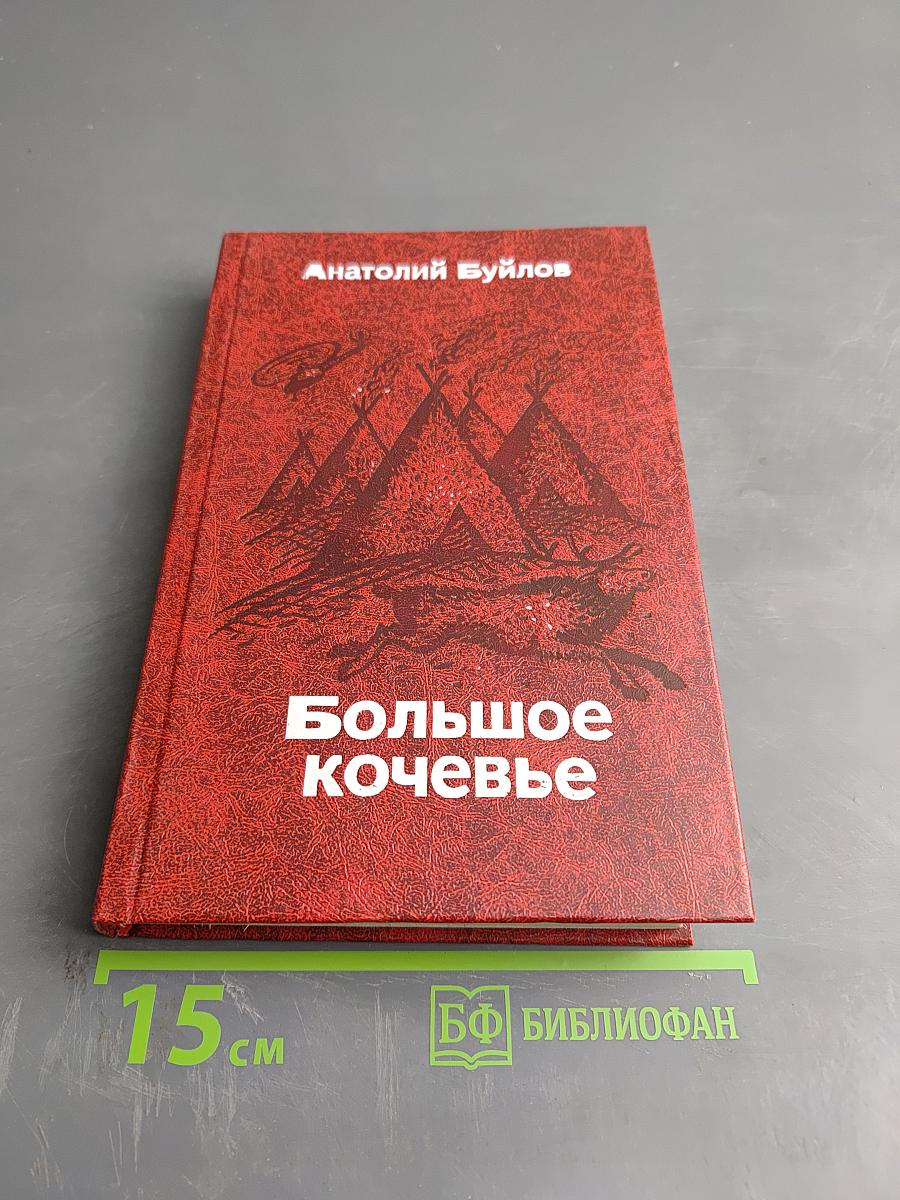 Анатолий Буйлов
Большое
кочевье
15 см
БФ БИБЛИОФАН